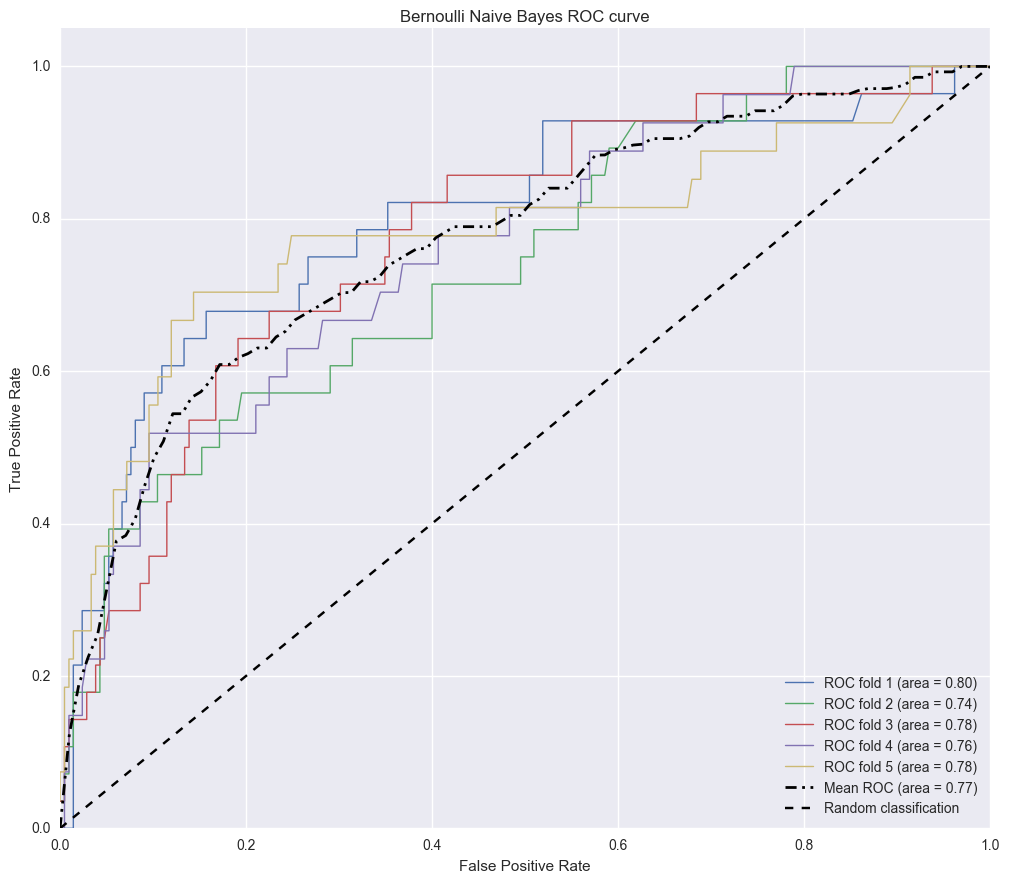 Bernoulli Naive Bayes ROC curve
1.0
0.8
0.6
0.4
0.2
0.0
True Positive Rate
ROC fold 1 (area = 0.80)
ROC fold 2 (area = 0.74)
ROC fold 3 (area = 0.78)
ROC fold 4 (area = 0.76)
ROC fold 5 (area = 0.78)
Mean ROC (area = 0.77)
Random classification
0.0 0.2 0.4 0.6 0.8 1.0
False Positive Rate